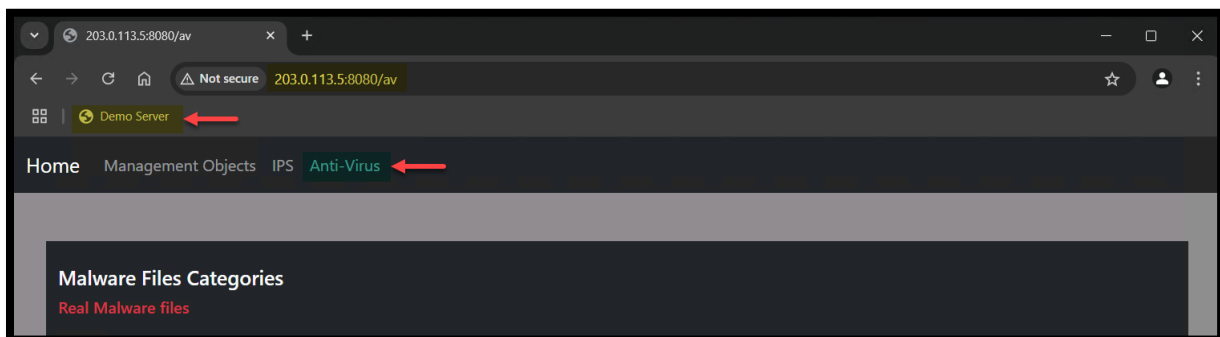 203.0.113.5:8080/av
Not secure 203.0.113.5:8080/av
Demo Server
Home Management Objects IPS Anti-Virus
Malware Files Categories
Real Malware files